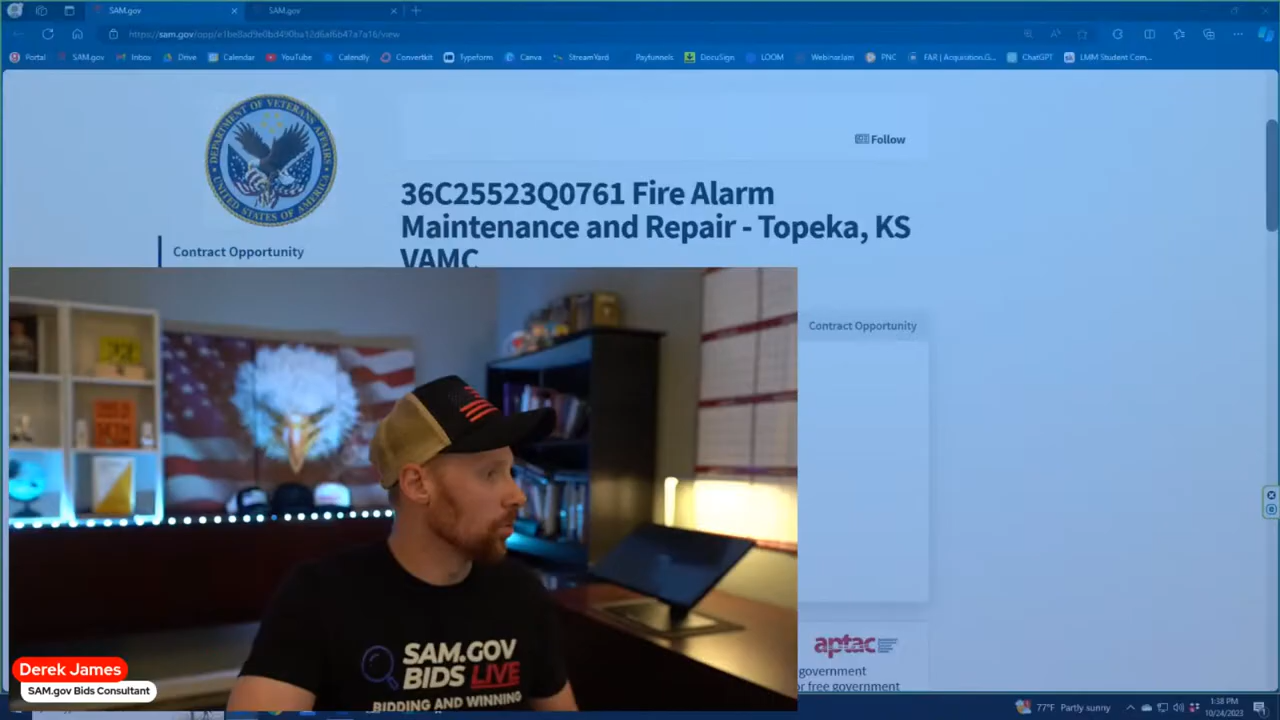 SAM.gov
SAM.gov
https://sam.gov/opp/e1be8ad9e0bd490ba12d6af6b47a7a16/view
Portal
SAM.gov
Inbox
Drive
Calendar
YouTube
Calendly
Convertkit
Typeform
Canva
StreamYard
Payfunnels
DocuSign
LOOM
WebinarJam
PNC
FAR | Acquisition.G...
ChatGPT
LMM Student Com...
DEPARTMENT OF VETERANS AFFAIRS
UNITED STATES OF AMERICA
Follow
36C25523Q0761 Fire Alarm
Maintenance and Repair - Topeka, KS
VAMC
Contract Opportunity
Contract Opportunity
SAM.GOV
BIDS LIVE
BIDDING AND WINNING
Derek James
SAM.gov Bids Consultant
aptac
government
or free government
77°F Partly sunny
1:38 PM
10/24/2023